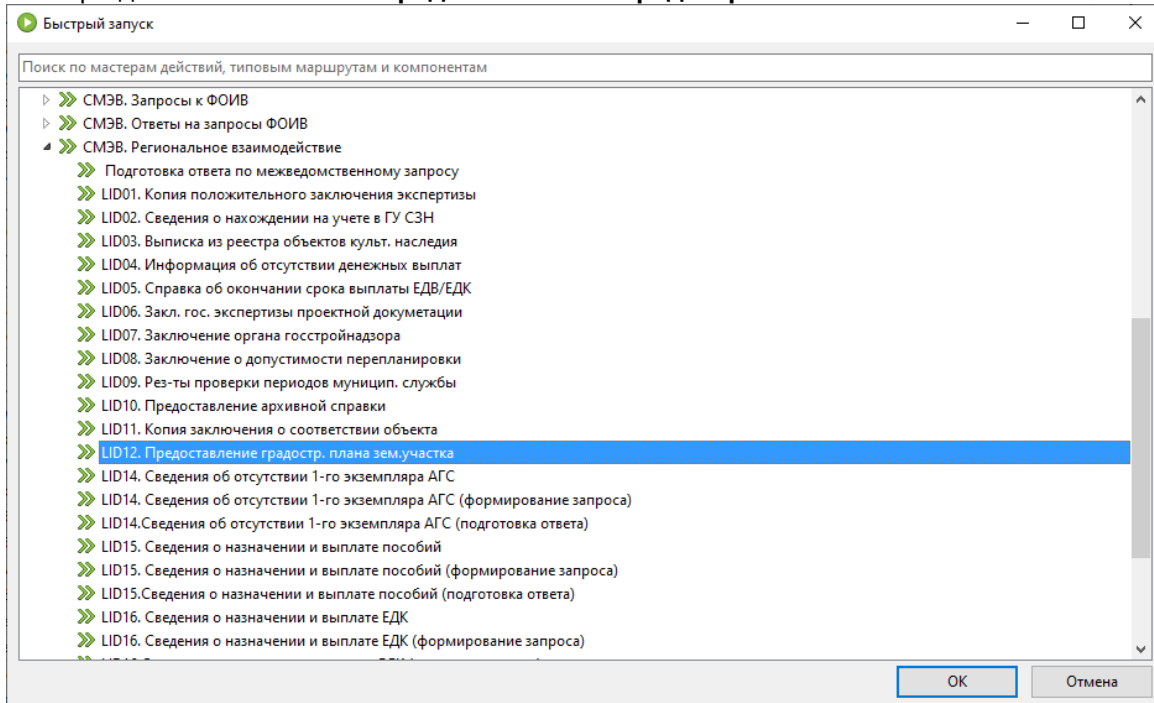 Быстрый запуск
Поиск по мастерам действий, типовым маршрутам и компонентам
СМЭВ. Запросы к ФОИВ
СМЭВ. Ответы на запросы ФОИВ
СМЭВ. Региональное взаимодействие
Подготовка ответа по межведомственному запросу
LID01. Копия положительного заключения экспертизы
LID02. Сведения о нахождении на учете в ГУ СЗН
LID03. Выписка из реестра объектов культ. наследия
LID04. Информация об отсутствии денежных выплат
LID05. Справка об окончании срока выплаты ЕДВ/ЕДК
LID06. Закл. гос. экспертизы проектной докуметации
LID07. Заключение органа госстройнадзора
LID08. Заключение о допустимости перепланировки
LID09. Рез-ты проверки периодов муницип. службы
LID10. Предоставление архивной справки
LID11. Копия заключения о соответствии объекта
LID12. Предоставление градостр. плана зем.участка
LID14. Сведения об отсутствии 1-го экземпляра АГС
LID14. Сведения об отсутствии 1-го экземпляра АГС (формирование запроса)
LID14.Сведения об отсутствии 1-го экземпляра АГС (подготовка ответа)
LID15. Сведения о назначении и выплате пособий
LID15. Сведения о назначении и выплате пособий (формирование запроса)
LID15.Сведения о назначении и выплате пособий (подготовка ответа)
LID16. Сведения о назначении и выплате ЕДК
LID16. Сведения о назначении и выплате ЕДК (формирование запроса)
ОК Отмена